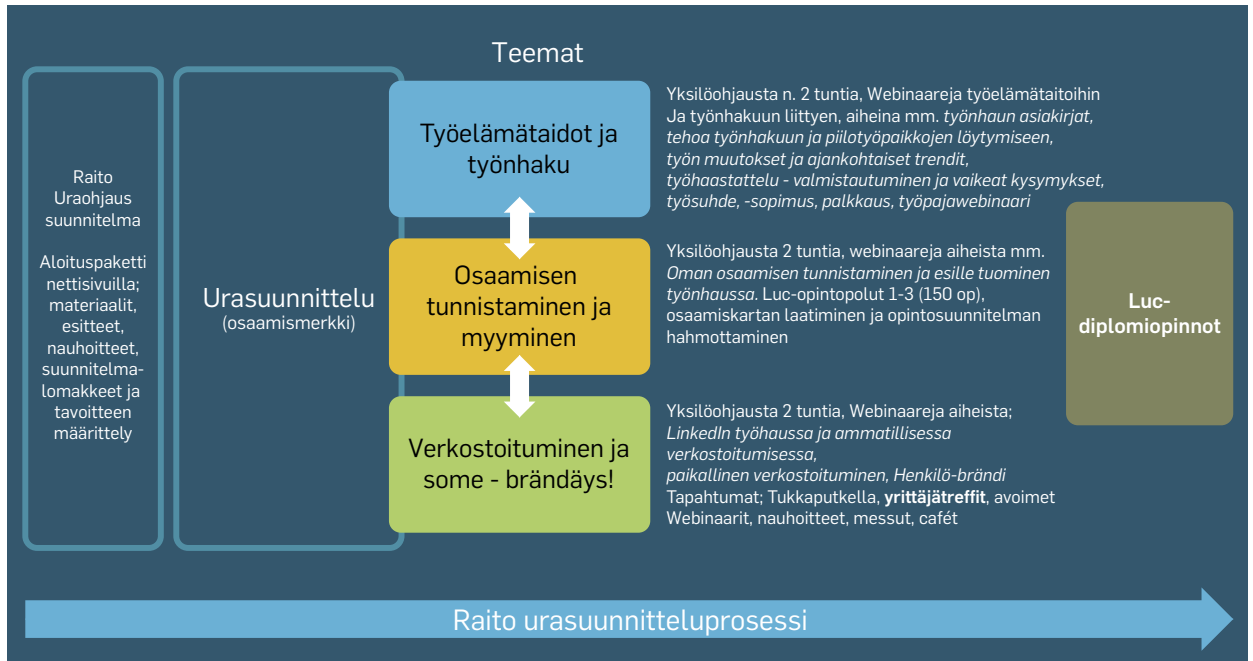 Teemat
Raito
Uraohjaus
suunnitelma
Aloituspaketti
nettisivuilla;
materiaalit,
esitteet,
nauhoitteet,
suunnitelma-
lomakkeet ja
tavoitteen
määrittely
Urasuunnittelu
(osaamismerkki)
Työelämätaidot ja
työnhaku
Yksilöohjausta n. 2 tuntia, Webinaareja työelämätaitoihin
Ja työnhakuun liittyen, aiheina mm. työnhaun asiakirjat,
tehoa työnhakuun ja piilotyöpaikkojen löytymiseen,
työn muutokset ja ajankohtaiset trendit,
työhaastattelu - valmistautuminen ja vaikeat kysymykset,
työsuhde, -sopimus, palkkaus, työpajawebinaari
Osaamisen
tunnistaminen ja
myyminen
Yksilöohjausta 2 tuntia, webinaareja aiheista mm.
Oman osaamisen tunnistaminen ja esille tuominen
työnhaussa. Luc-opintopolut 1-3 (150 op),
osaamiskartan laatiminen ja opintosuunnitelman
hahmottaminen
Verkostoituminen ja
some - brändäys!
Yksilöohjausta 2 tuntia, Webinaareja aiheista;
LinkedIn työhaussa ja ammatillisessa
verkostoitumisessa,
paikallinen verkostoituminen, Henkilö-brändi
Tapahtumat; Tukkaputkella, yrittäjätreffit, avoimet
Webinaarit, nauhoitteet, messut, cafét
Luc-
diplomiopinnot
Raito urasuunnitteluprosessi